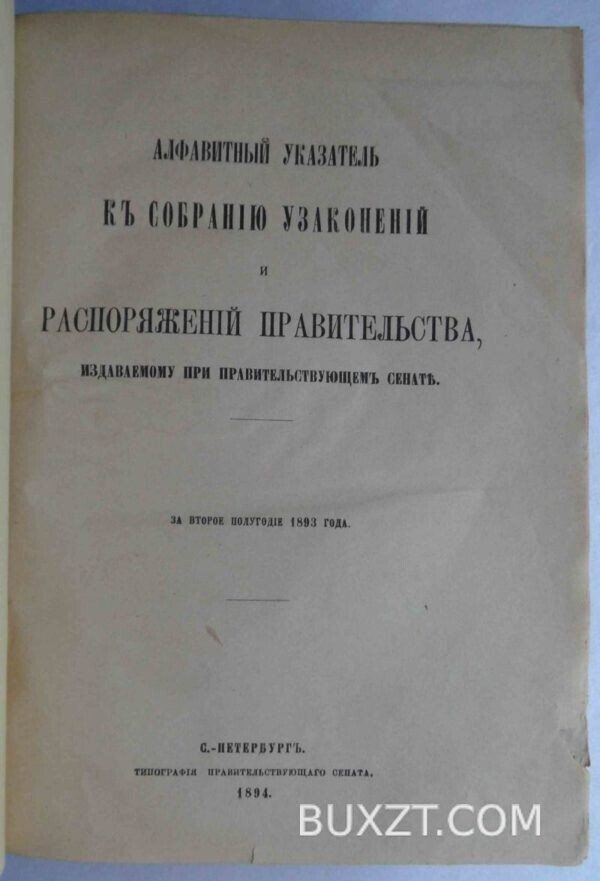 АЛФАВИТНЫЙ УКАЗАТЕЛЬ
КЪ СОБРАНІЮ УЗАКОНЕНІЙ
И
РАСПОРЯЖЕНІЙ ПРАВИТЕЛЬСТВА,
ИЗДАВАЕМОМУ ПРИ ПРАВИТЕЛЬСТВУЮЩЕМЪ СЕНАТѢ.
ЗА ВТОРОЕ ПОЛУГОДІЕ 1893 ГОДА.
С.-ПЕТЕРБУРГЪ.
ТИПОГРАФІЯ ПРАВИТЕЛЬСТВУЮЩАГО СЕНАТА.
1894.
BUXZT.COM